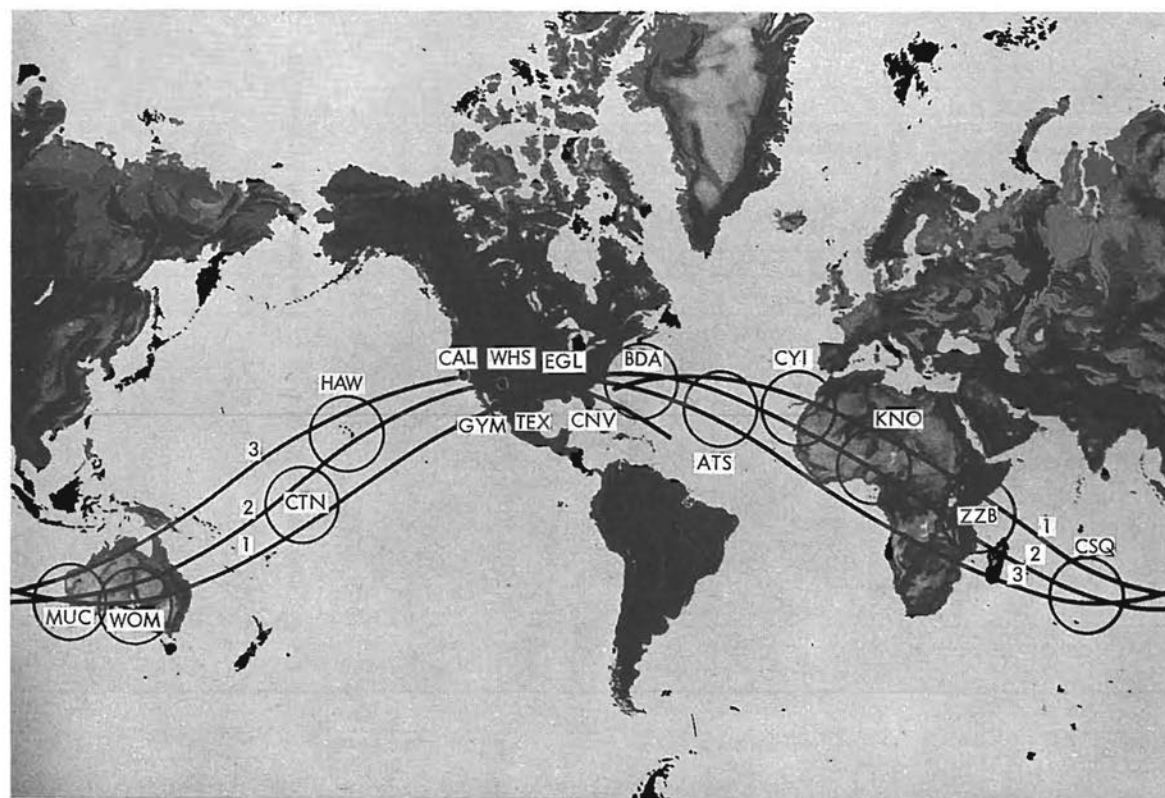 CAL
WHS
EGL
BDA
CYI
HAW
GYM
TEX
CNV
KNO
ATS
3
2
CTN
1
ZZB
1
2
CSQ
3
MUC
WOM